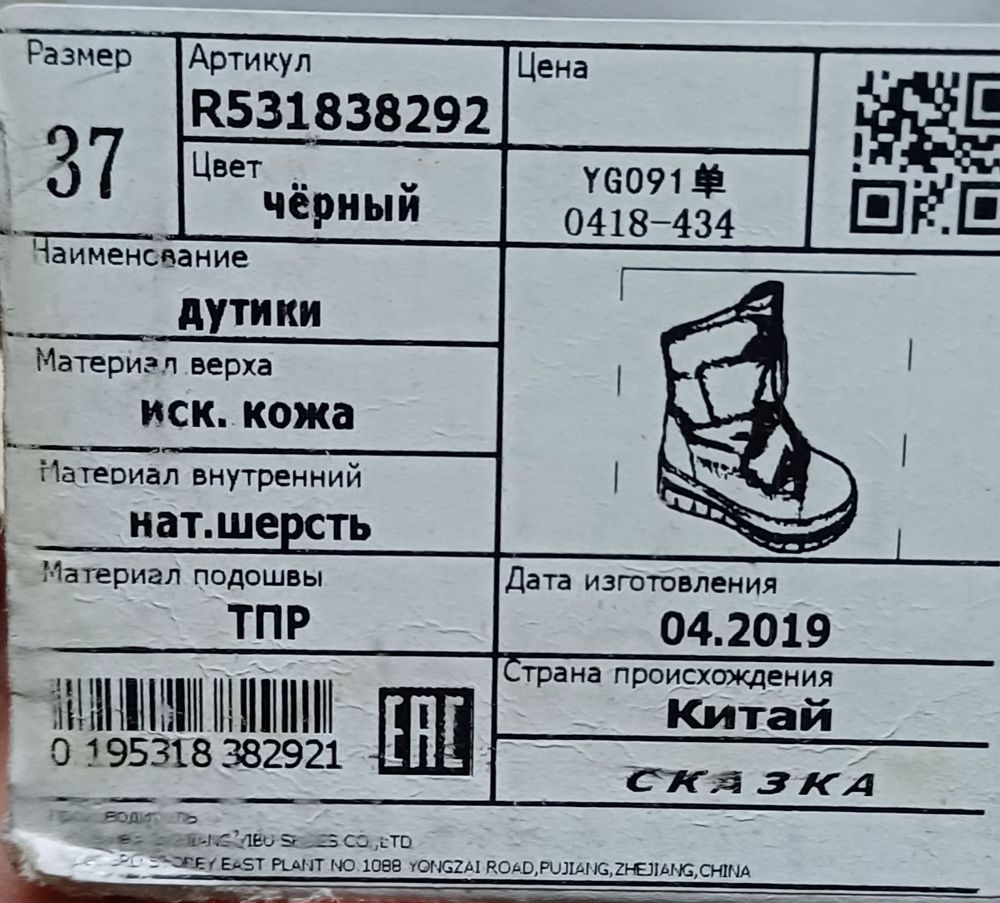 Размер
37
Артикул
R531838292
Цена
Цвет
чёрный
YG091单
0418-434
Наименование
дутики
Материал верха
иск. кожа
Материал внутренний
нат.шерсть
Материал подошвы
ТПР
Дата изготовления
04.2019
Страна происхождения
Китай
0 195318 382921
EAC
СКАЗКА
CO.,LTD
EAST PLANT NO.1088 YONGZAI ROAD,PUJIANG,ZHEJIANG,CHINA